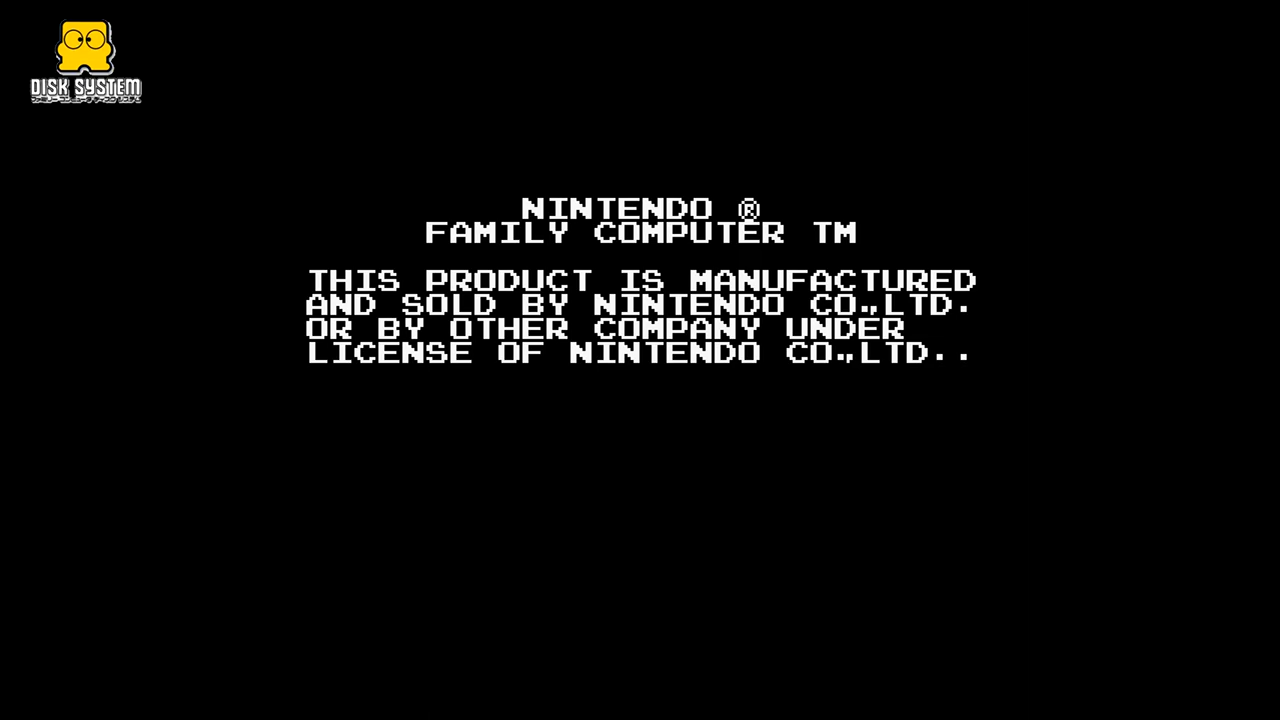 DISK SYSTEM
NINTENDO ®
FAMILY COMPUTER TM
THIS PRODUCT IS MANUFACTURED
AND SOLD BY NINTENDO CO.,LTD.
OR BY OTHER COMPANY UNDER
LICENSE OF NINTENDO CO.,LTD..